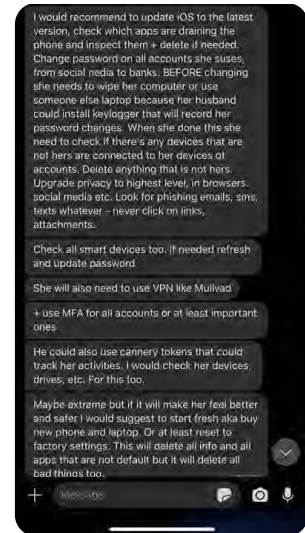 I would recommend to update iOS to the latest
version, check which apps are draining the
phone and inspect them + delete if needed.
Change password on all accounts she suses,
from social nedia to banks. BEFORE changing
she needs to wipe her computer or use
someone else laptop because her husband
could install keylogger that will record her
password changes. When she done this she
need to check if there's any devices that are
not hers are connected to her devices ot
accounts. Delete anything that is not hers.
Upgrade privacy to highest level, in browsers,
social media etc. Look for phishing emails, sms,
texts whatever – never click on links,
attachments.
Check all smart devices too. If needed refresh
and update password
She will also need to use VPN like Mullvad
+ use MFA for all accounts or at least important
ones
He could also use cannery tokens that could
track her activities. I would check her devices,
drives, etc. For this too.
Maybe extreme but if it will make her feel better
and safer I would suggest to start fresh aka buy
new phone and laptop. Or at least reset to
factory settings. This will delete all info and all
apps that are not default but it will delete all
bad things too.
Message